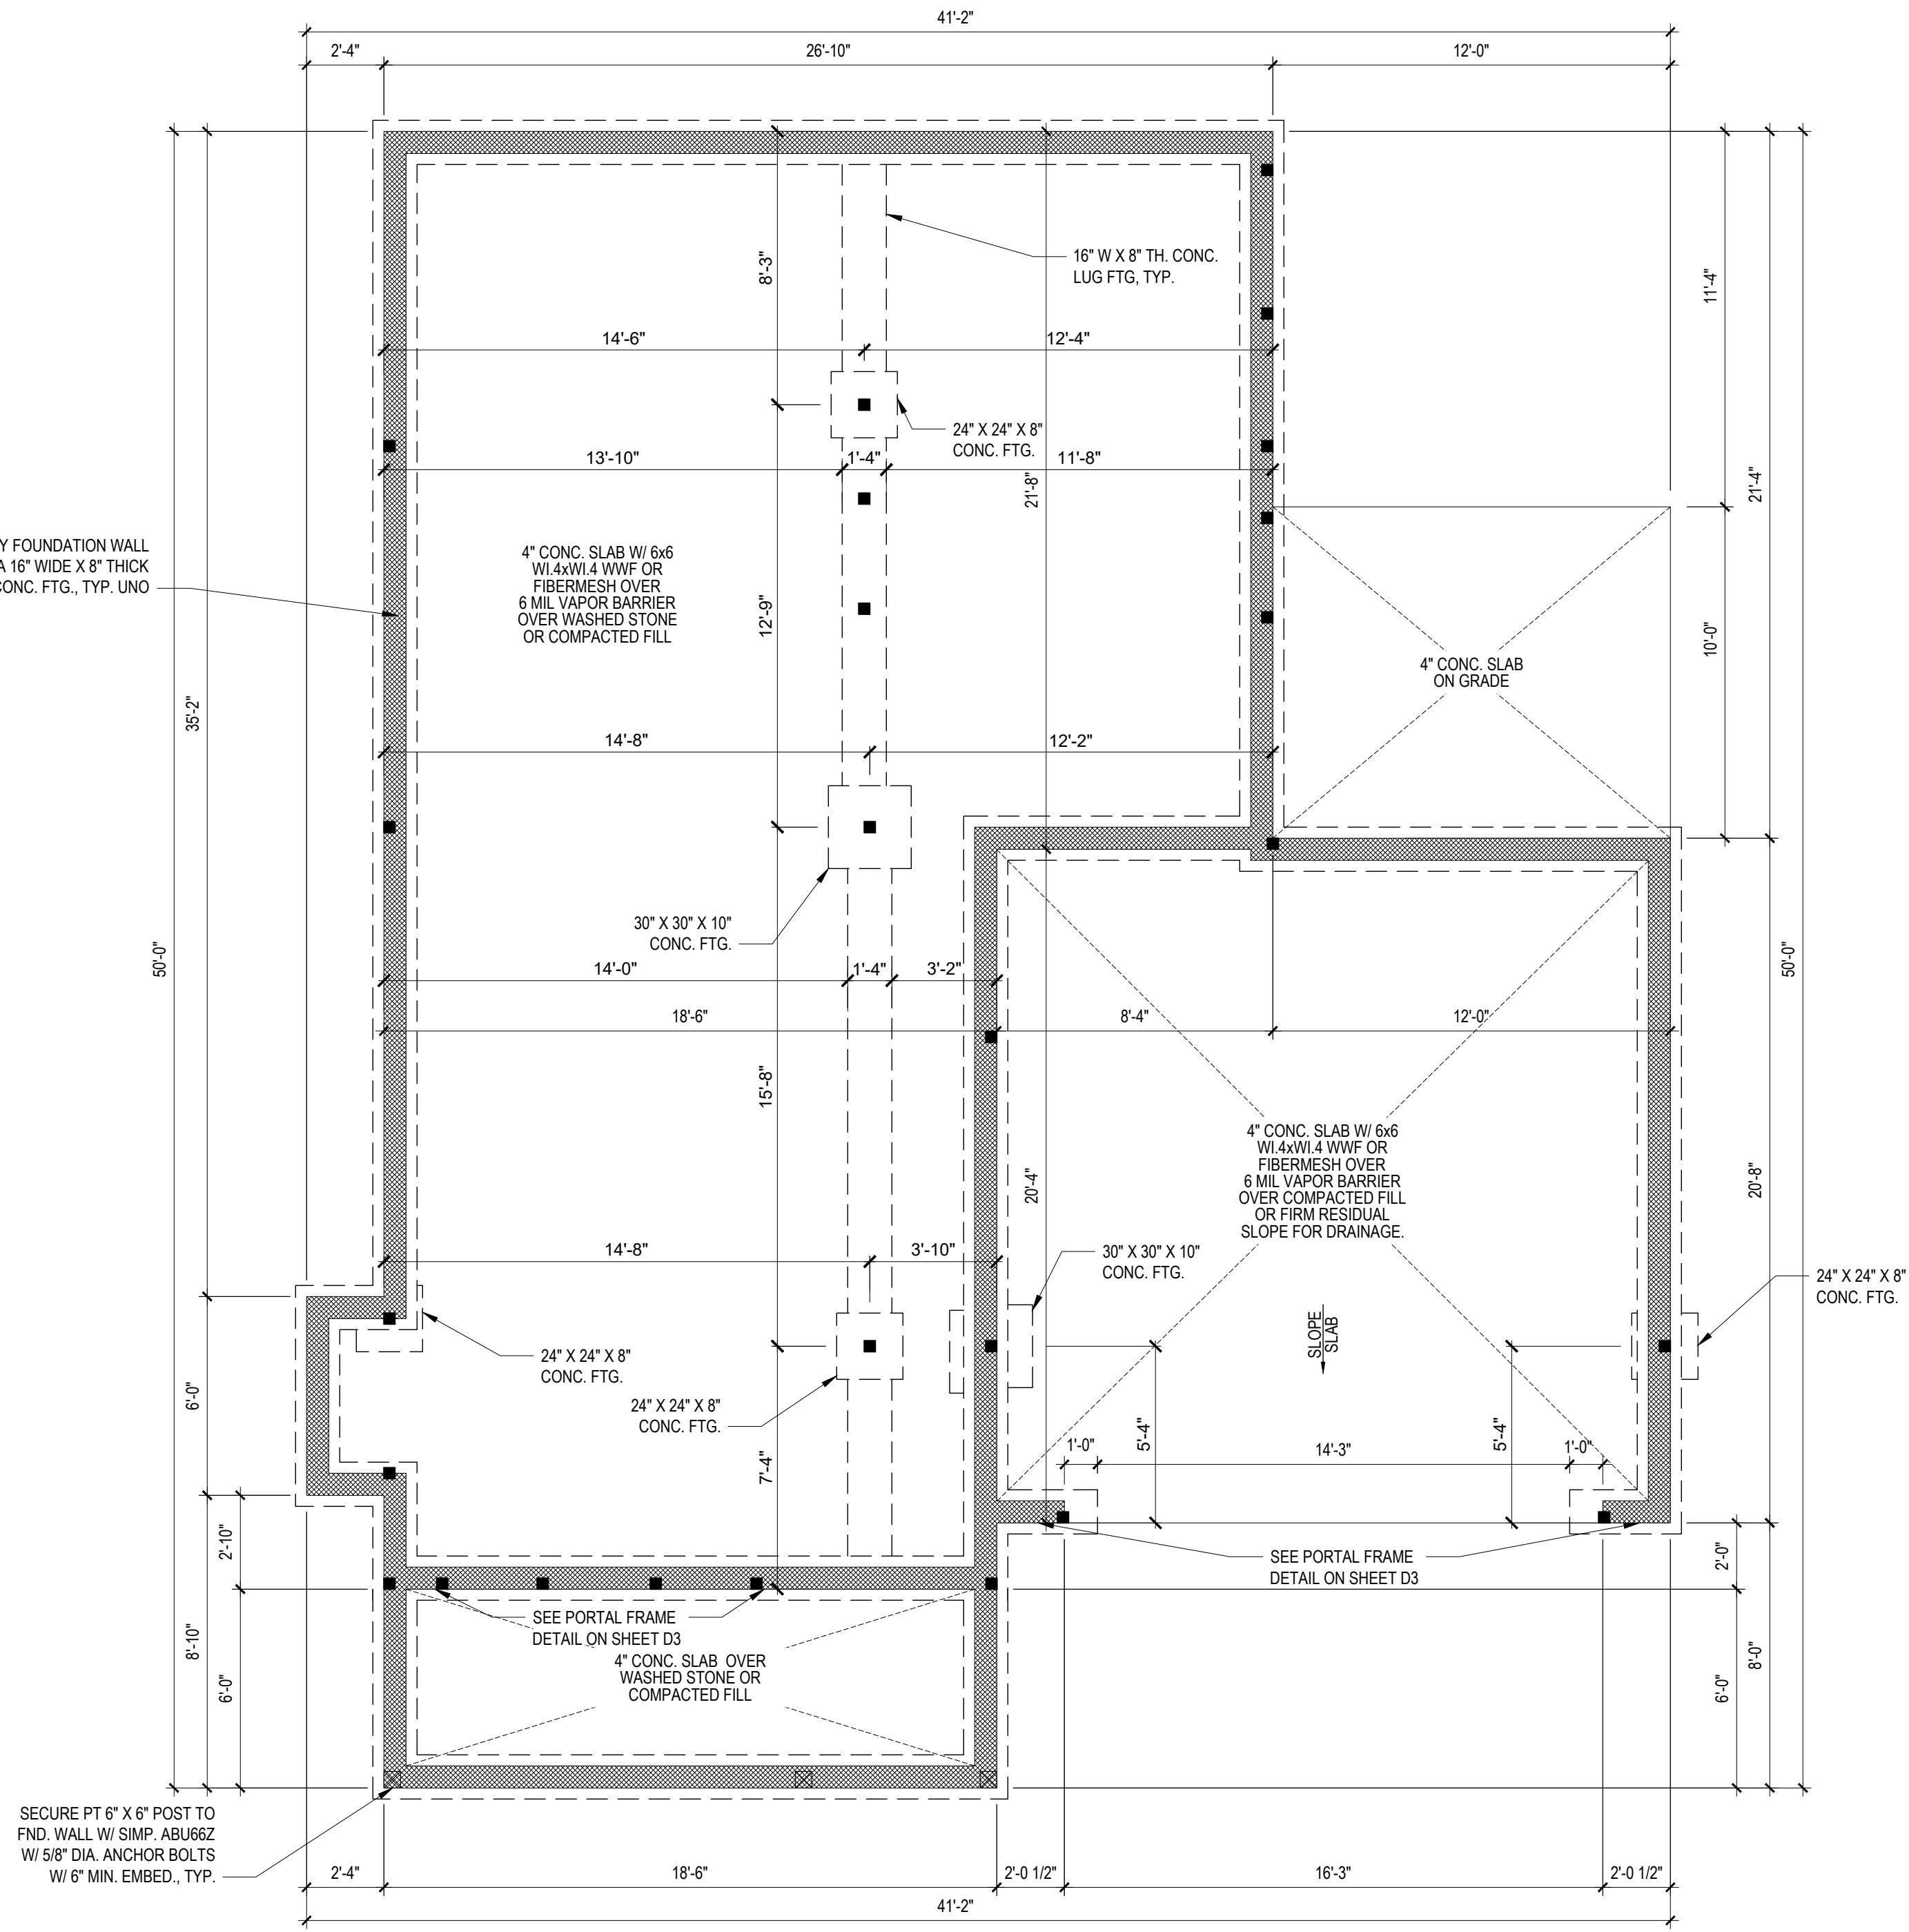 41'-2"
2'-4"
26'-10"
12'-0"
16" W X 8" TH. CONC.
LUG FTG, TYP.
8'-3"
11'-4"
14'-6"
12'-4"
24" X 24" X 8"
CONC. FTG.
13'-10"
1'-4"
11'-8"
21'-8"
21'-4"
Y FOUNDATION WALL
A 16" WIDE X 8" THICK
CONC. FTG., TYP. UNO
4" CONC. SLAB W/ 6x6
WI.4xWI.4 WWF OR
FIBERMESH OVER
6 MIL VAPOR BARRIER
OVER WASHED STONE
OR COMPACTED FILL
12'-9"
10'-0"
4" CONC. SLAB
ON GRADE
35'-2"
14'-8"
12'-2"
30" X 30" X 10"
CONC. FTG.
50'-0"
50'-0"
14'-0"
1'-4"
3'-2"
18'-6"
8'-4"
12'-0"
15'-8"
4" CONC. SLAB W/ 6x6
WI.4xWI.4 WWF OR
FIBERMESH OVER
6 MIL VAPOR BARRIER
OVER COMPACTED FILL
OR FIRM RESIDUAL
SLOPE FOR DRAINAGE.
20'-4"
20'-8"
14'-8"
3'-10"
30" X 30" X 10"
CONC. FTG.
24" X 24" X 8"
CONC. FTG.
SLOPE
SLAB
24" X 24" X 8"
CONC. FTG.
6'-0"
24" X 24" X 8"
CONC. FTG.
7'-4"
1'-0"
5'-4"
14'-3"
5'-4"
1'-0"
2'-10"
SEE PORTAL FRAME
DETAIL ON SHEET D3
2'-0"
SEE PORTAL FRAME
DETAIL ON SHEET D3
4" CONC. SLAB OVER
WASHED STONE OR
COMPACTED FILL
8'-10"
6'-0"
6'-0"
8'-0"
SECURE PT 6" X 6" POST TO
FND. WALL W/ SIMP. ABU66Z
W/ 5/8" DIA. ANCHOR BOLTS
W/ 6" MIN. EMBED., TYP.
2'-4"
18'-6"
2'-0 1/2"
16'-3"
2'-0 1/2"
41'-2"